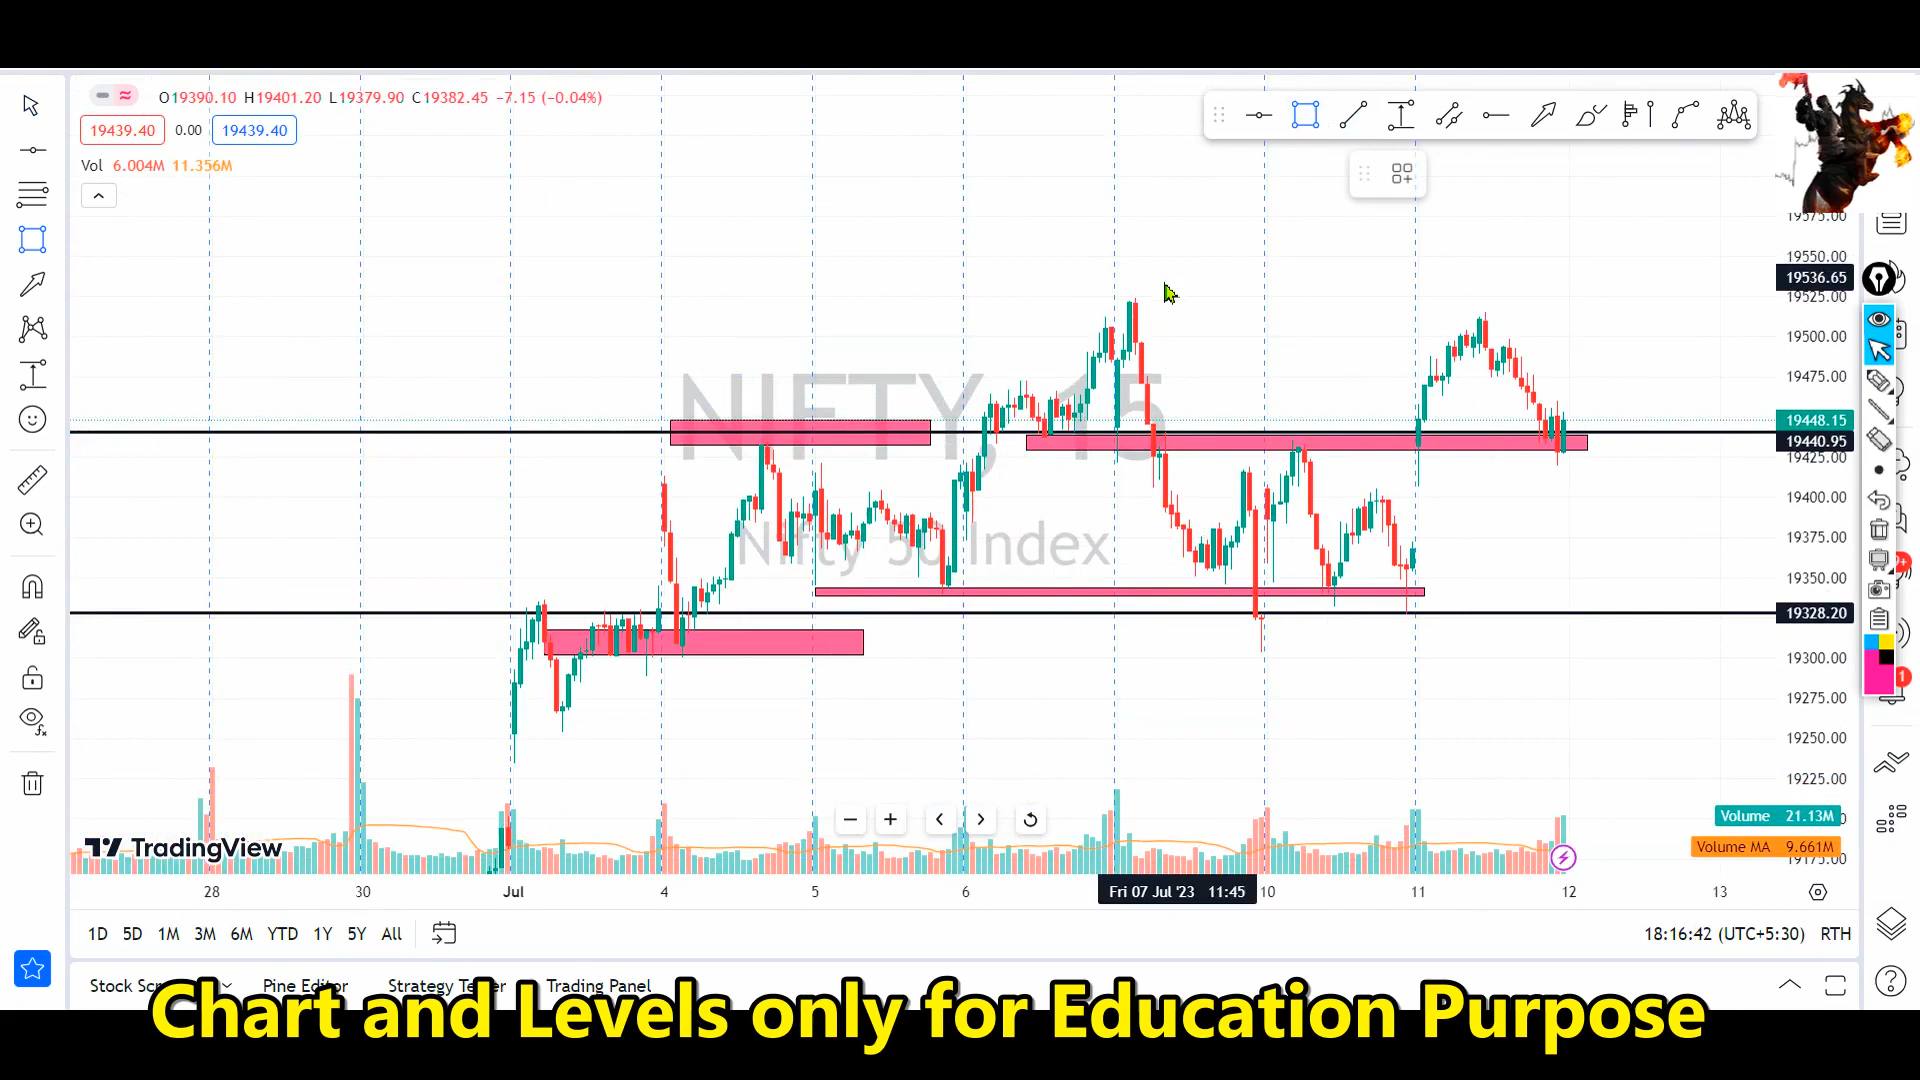 O19390.10 H19401.20 L19379.90 C19382.45 −7.15 (−0.04%)
19439.40 0.00 19439.40
Vol 6.004M 11.356M
NIFTY, 15
Nifty 50 Index
19575.00
19550.00
19536.65
19525.00
19500.00
19475.00
19448.15
19440.95
19425.00
19400.00
19375.00
19350.00
19328.20
19300.00
19275.00
19250.00
19225.00
Volume 21.13M
Volume MA 9.661M
19175.00
TradingView
28 30 Jul 4 5 6 Fri 07 Jul '23 11:45 10 11 12 13
1D 5D 1M 3M 6M YTD 1Y 5Y All
18:16:42 (UTC+5:30) RTH
Stock Pine Editor Strategy Trading Panel
Chart and Levels only for Education Purpose